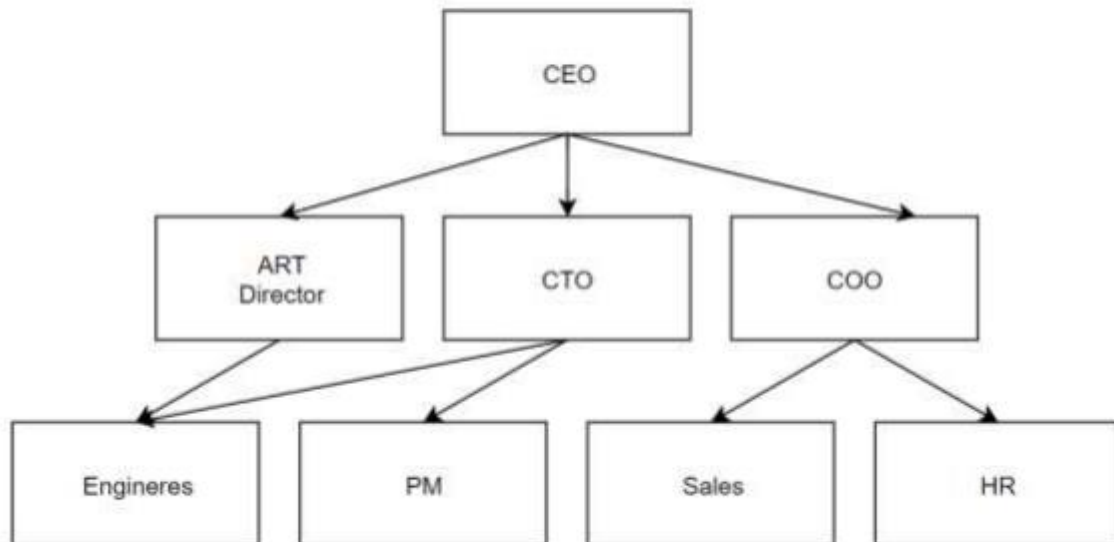 CEO
ART
Director
CTO
COO
Engineres
PM
Sales
HR